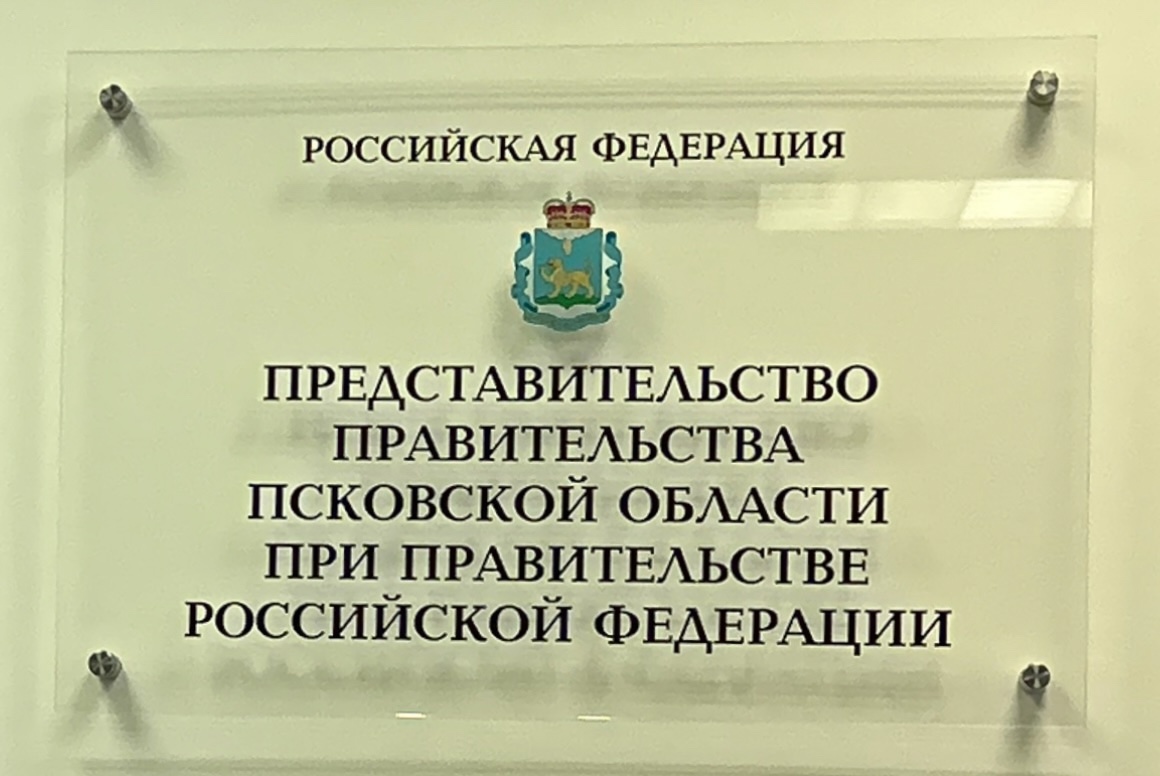 РОССИЙСКАЯ ФЕДЕРАЦИЯ
ПРЕДСТАВИТЕЛЬСТВО
ПРАВИТЕЛЬСТВА
ПСКОВСКОЙ ОБЛАСТИ
ПРИ ПРАВИТЕЛЬСТВЕ
РОССИЙСКОЙ ФЕДЕРАЦИИ